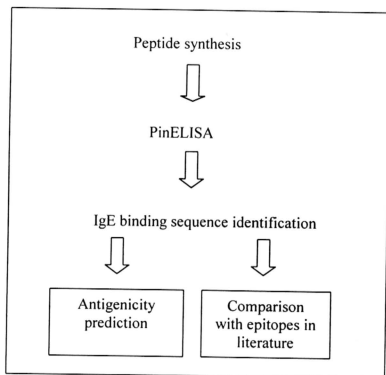 Peptide synthesis
PinELISA
IgE binding sequence identification
Antigenicity
prediction
Comparison
with epitopes in
literature